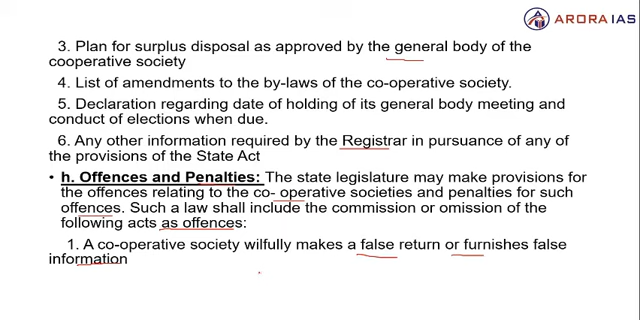 ARORA IAS
3. Plan for surplus disposal as approved by the general body of the
cooperative society
4. List of amendments to the by-laws of the co-operative society.
5. Declaration regarding date of holding of its general body meeting and
conduct of elections when due.
6. Any other information required by the Registrar in pursuance of any of
the provisions of the State Act
• h. Offences and Penalties: The state legislature may make provisions for
the offences relating to the co- operative societies and penalties for such
offences. Such a law shall include the commission or omission of the
following acts as offences:
1. A co-operative society wilfully makes a false return or furnishes false
information